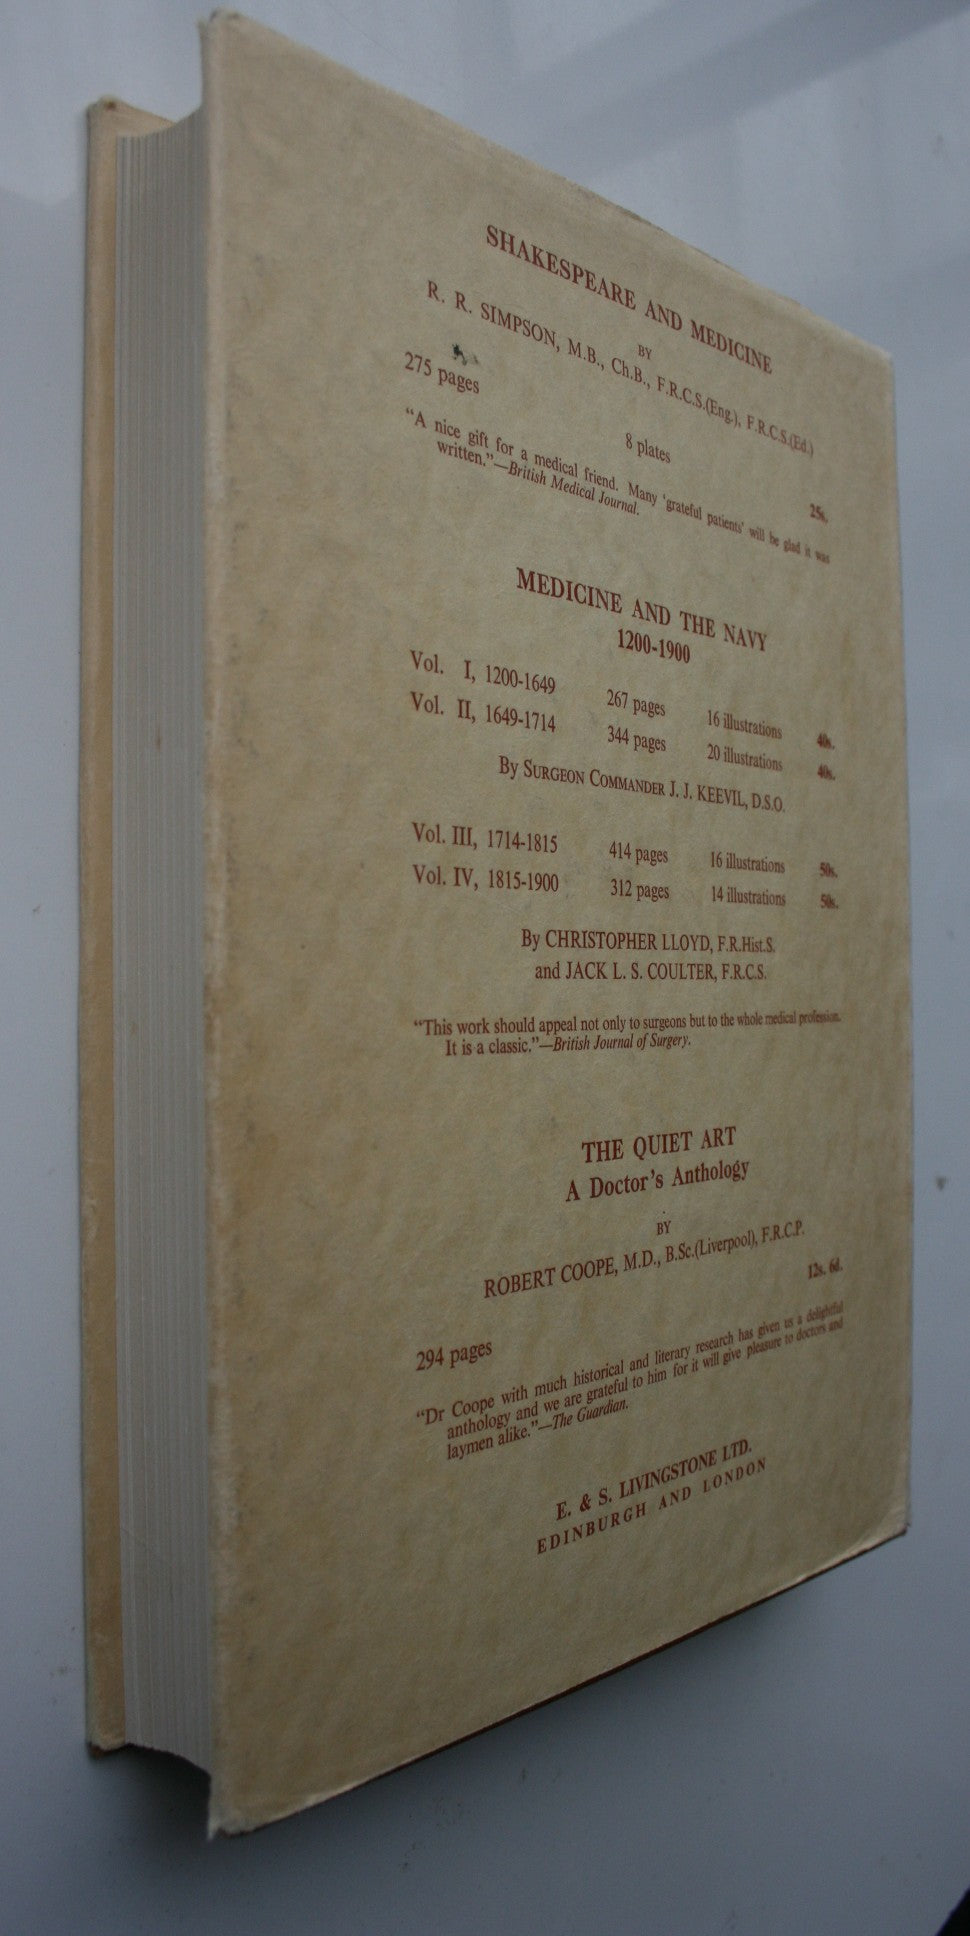 SHAKESPEARE AND MEDICINE
BY
R. R. SIMPSON, M.B., Ch.B., F.R.C.S.(Eng.), F.R.C.S.(Ed.)
275 pages 8 plates 25s.
“A nice gift for a medical friend. Many ‘grateful patients’ will be glad it was
written.”—British Medical Journal.
MEDICINE AND THE NAVY
1200-1900
Vol. I, 1200-1649 267 pages 16 illustrations 40s.
Vol. II, 1649-1714 344 pages 20 illustrations 40s.
By SURGEON COMMANDER J. J. KEEVIL, D.S.O.
Vol. III, 1714-1815 414 pages 16 illustrations 50s.
Vol. IV, 1815-1900 312 pages 14 illustrations 50s.
By CHRISTOPHER LLOYD, F.R.Hist.S.
and JACK L. S. COULTER, F.R.C.S.
“This work should appeal not only to surgeons but to the whole medical profession.
It is a classic.”—British Journal of Surgery.
THE QUIET ART
A Doctor's Anthology
BY
ROBERT COOPE, M.D., B.Sc.(Liverpool), F.R.C.P.
294 pages 12s. 6d.
“Dr Coope with much historical and literary research has given us a delightful
anthology and we are grateful to him for it will give pleasure to doctors and
laymen alike.”—The Guardian.
E. & S. LIVINGSTONE LTD.
EDINBURGH AND LONDON